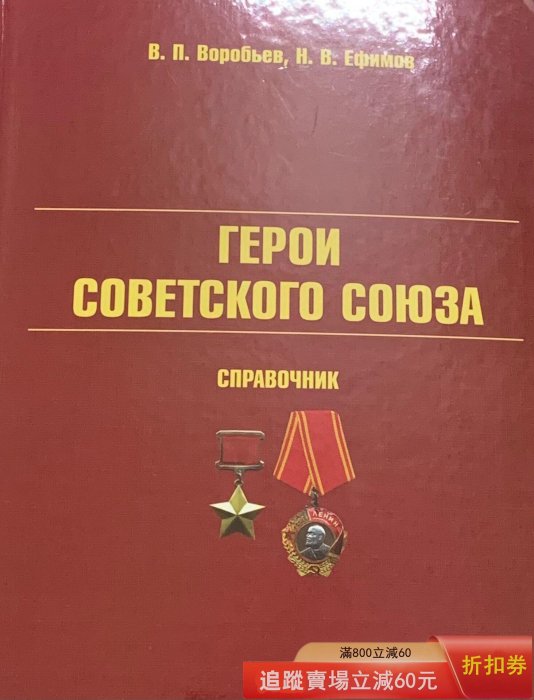 В. П. Воробьев, Н. В. Ефимов
ГЕРОИ
СОВЕТСКОГО СОЮЗА
СПРАВОЧНИК
ЛЕНИН
滿800立減60
追蹤賣場立減60元
折扣券